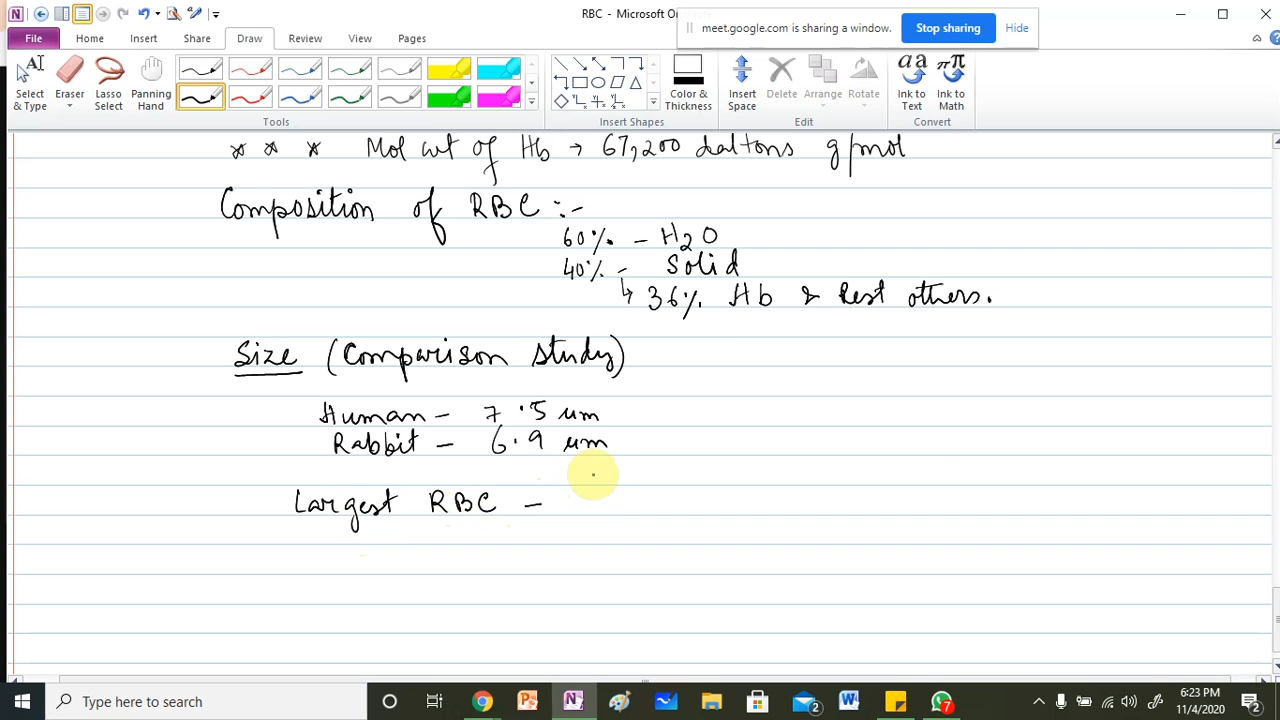 RBC - Microsoft On
meet.google.com is sharing a window.
Stop sharing
Hide
File
Home
Insert
Share
Draw
Review
View
Pages
Select & Type
Eraser
Lasso Select
Panning Hand
Color & Thickness
Insert Space
Delete
Arrange
Rotate
Ink to Text
Ink to Math
Tools
Insert Shapes
Edit
Convert
* * * Mol wt of Hb → 67,200 daltons g/mol
Composition of RBC :-
60% - H2O
40% - Solid
↳ 36% Hb & Rest others.
Size (Comparison study)
Human - 7.5 um
Rabbit - 6.9 um
Largest RBC -
Type here to search
2
7
6:23 PM
11/4/2020
2